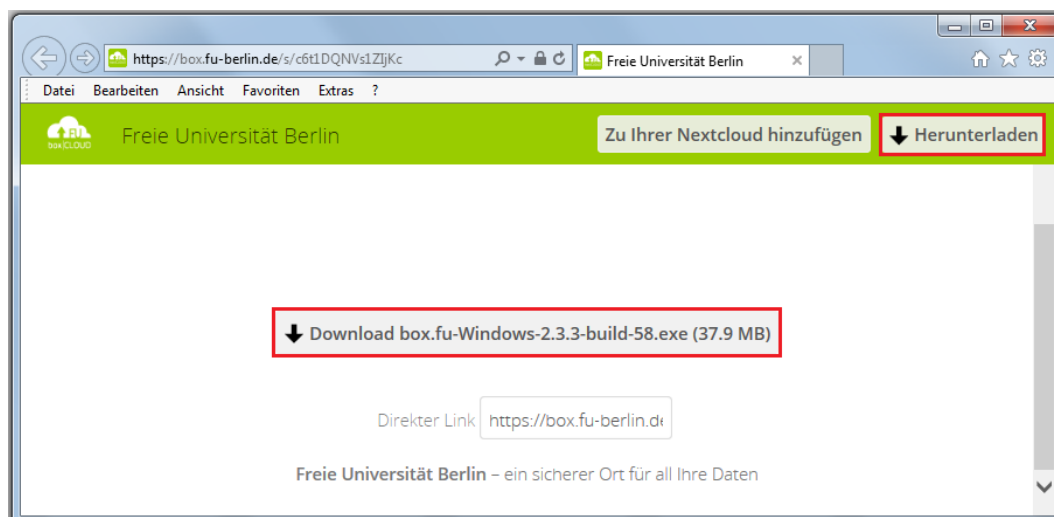 https://box.fu-berlin.de/s/c6t1DQNVs1ZIjKc
Freie Universität Berlin
Datei Bearbeiten Ansicht Favoriten Extras ?
FU
box|CLOUD
Freie Universität Berlin
Zu Ihrer Nextcloud hinzufügen
Herunterladen
Download box.fu-Windows-2.3.3-build-58.exe (37.9 MB)
Direkter Link https://box.fu-berlin.de
Freie Universität Berlin – ein sicherer Ort für all Ihre Daten